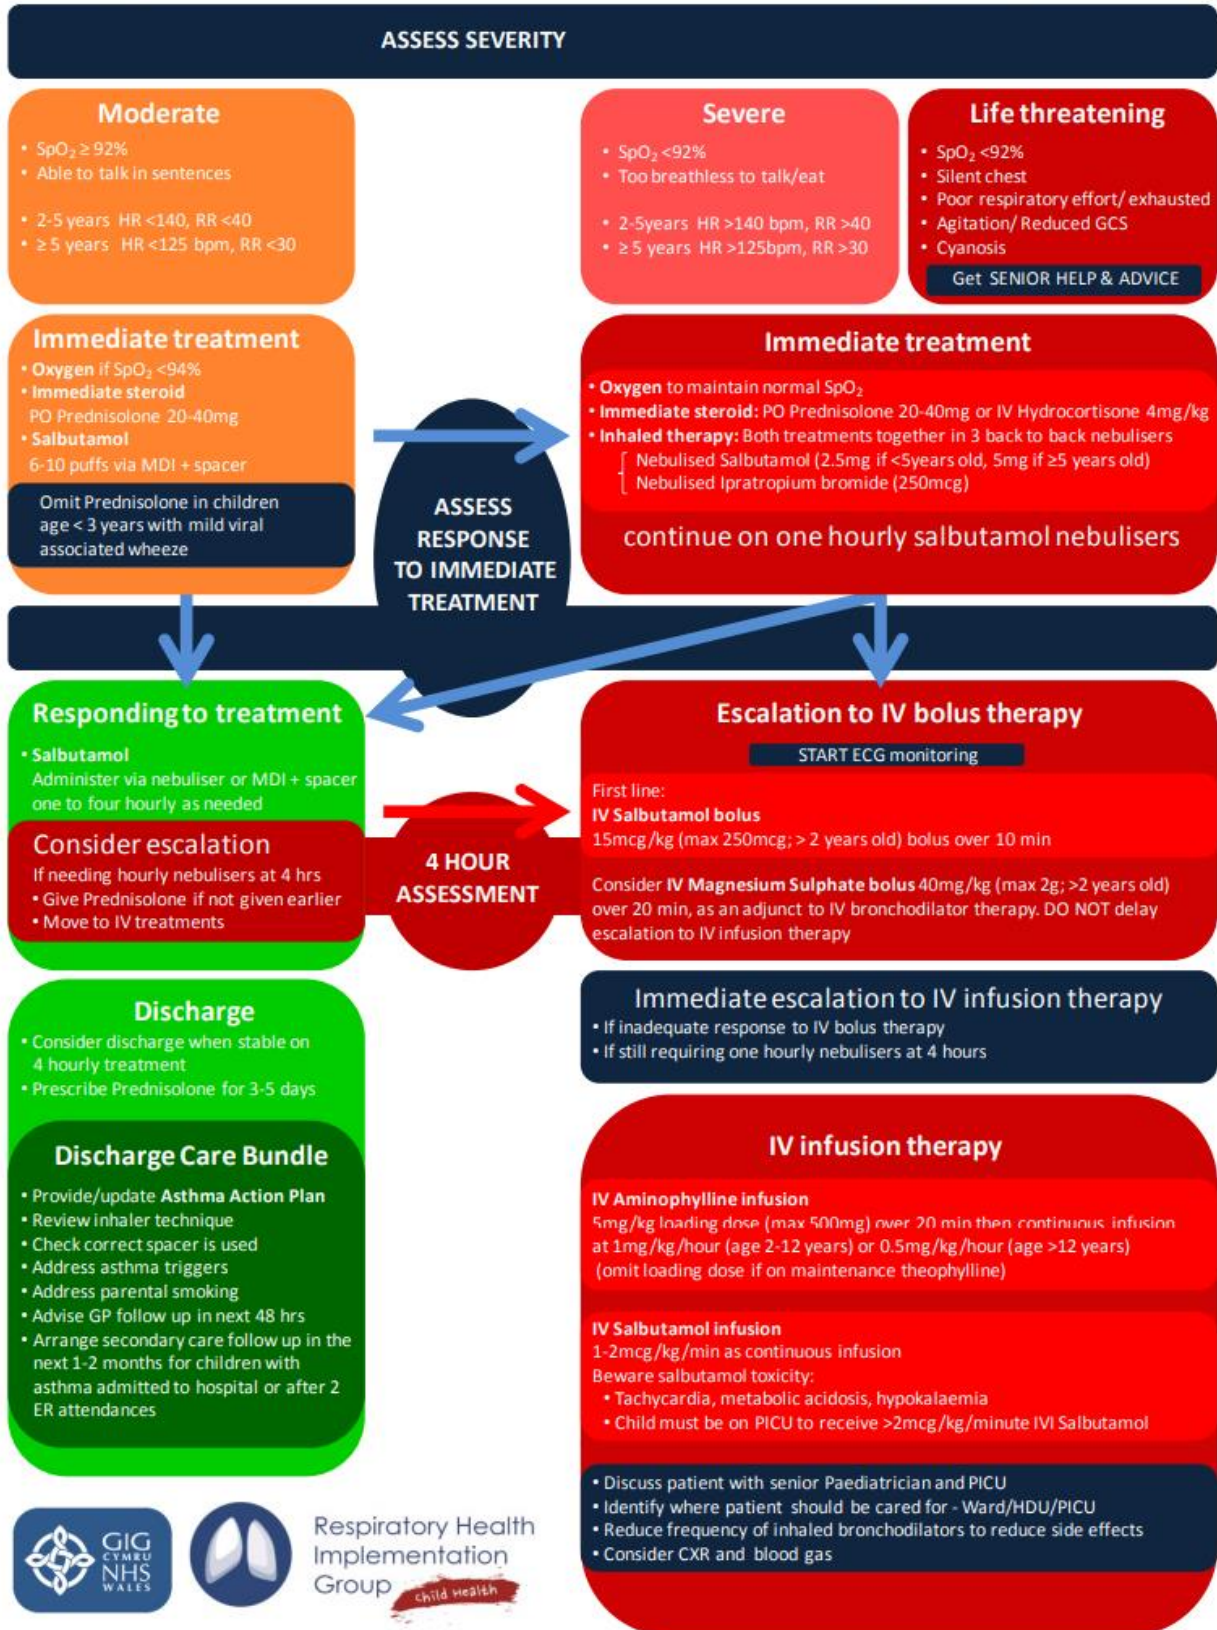 ASSESS SEVERITY
Moderate
• SpO₂ ≥ 92%
• Able to talk in sentences
• 2-5 years HR <140, RR <40
• ≥ 5 years HR <125 bpm, RR <30
Severe
• SpO₂ <92%
• Too breathless to talk/eat
• 2-5years HR >140 bpm, RR >40
• ≥ 5 years HR >125bpm, RR >30
Life threatening
• SpO₂ <92%
• Silent chest
• Poor respiratory effort/ exhausted
• Agitation/ Reduced GCS
• Cyanosis
Get SENIOR HELP & ADVICE
Immediate treatment
• Oxygen if SpO₂ <94%
• Immediate steroid
PO Prednisolone 20-40mg
• Salbutamol
6-10 puffs via MDI + spacer
Omit Prednisolone in children
age < 3 years with mild viral
associated wheeze
ASSESS
RESPONSE
TO IMMEDIATE
TREATMENT
Immediate treatment
• Oxygen to maintain normal SpO₂
• Immediate steroid: PO Prednisolone 20-40mg or IV Hydrocortisone 4mg/kg
• Inhaled therapy: Both treatments together in 3 back to back nebulisers
Nebulised Salbutamol (2.5mg if <5years old, 5mg if ≥5 years old)
Nebulised Ipratropium bromide (250mcg)
continue on one hourly salbutamol nebulisers
Responding to treatment
• Salbutamol
Administer via nebuliser or MDI + spacer
one to four hourly as needed
Consider escalation
If needing hourly nebulisers at 4 hrs
• Give Prednisolone if not given earlier
• Move to IV treatments
4 HOUR
ASSESSMENT
Escalation to IV bolus therapy
START ECG monitoring
First line:
IV Salbutamol bolus
15mcg/kg (max 250mcg; > 2 years old) bolus over 10 min
Consider IV Magnesium Sulphate bolus 40mg/kg (max 2g; >2 years old)
over 20 min, as an adjunct to IV bronchodilator therapy. DO NOT delay
escalation to IV infusion therapy
Discharge
• Consider discharge when stable on
4 hourly treatment
• Prescribe Prednisolone for 3-5 days
Discharge Care Bundle
• Provide/update Asthma Action Plan
• Review inhaler technique
• Check correct spacer is used
• Address asthma triggers
• Address parental smoking
• Advise GP follow up in next 48 hrs
• Arrange secondary care follow up in the
next 1-2 months for children with
asthma admitted to hospital or after 2
ER attendances
Immediate escalation to IV infusion therapy
• If inadequate response to IV bolus therapy
• If still requiring one hourly nebulisers at 4 hours
IV infusion therapy
IV Aminophylline infusion
5mg/kg loading dose (max 500mg) over 20 min then continuous infusion
at 1mg/kg/hour (age 2-12 years) or 0.5mg/kg/hour (age >12 years)
(omit loading dose if on maintenance theophylline)
IV Salbutamol infusion
1-2mcg/kg/min as continuous infusion
Beware salbutamol toxicity:
• Tachycardia, metabolic acidosis, hypokalaemia
• Child must be on PICU to receive >2mcg/kg/minute IVI Salbutamol
• Discuss patient with senior Paediatrician and PICU
• Identify where patient should be cared for - Ward/HDU/PICU
• Reduce frequency of inhaled bronchodilators to reduce side effects
• Consider CXR and blood gas
GIG
CYMRU
NHS
WALES
Respiratory Health
Implementation
Group
Child Health